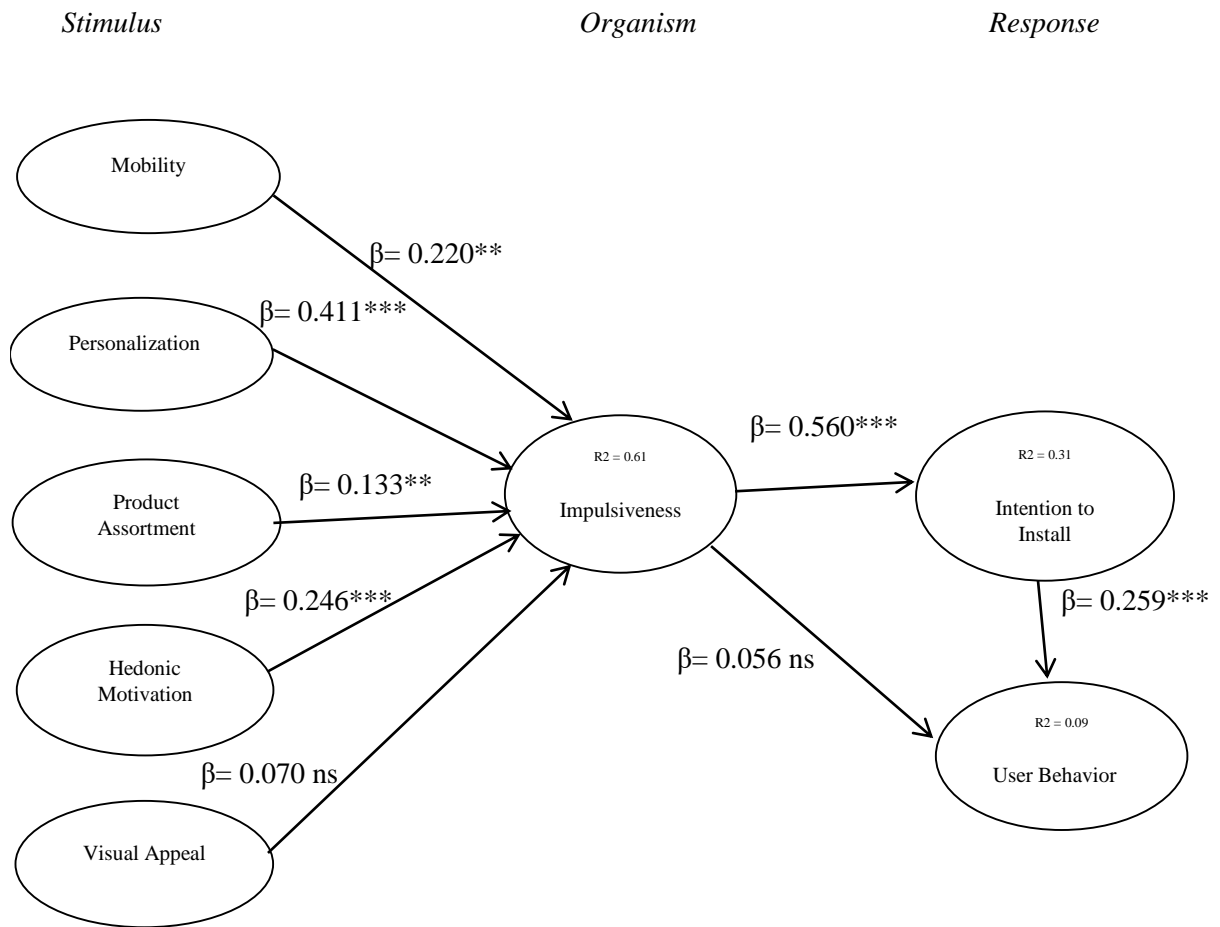 Stimulus
Organism
Response
Mobility
β= 0.220**
β= 0.411***
Personalization
β= 0.560***
R2 = 0.61
Impulsiveness
R2 = 0.31
Intention to
Install
Product
Assortment
β= 0.133**
β= 0.246***
β= 0.259***
Hedonic
Motivation
β= 0.056 ns
R2 = 0.09
User Behavior
β= 0.070 ns
Visual Appeal